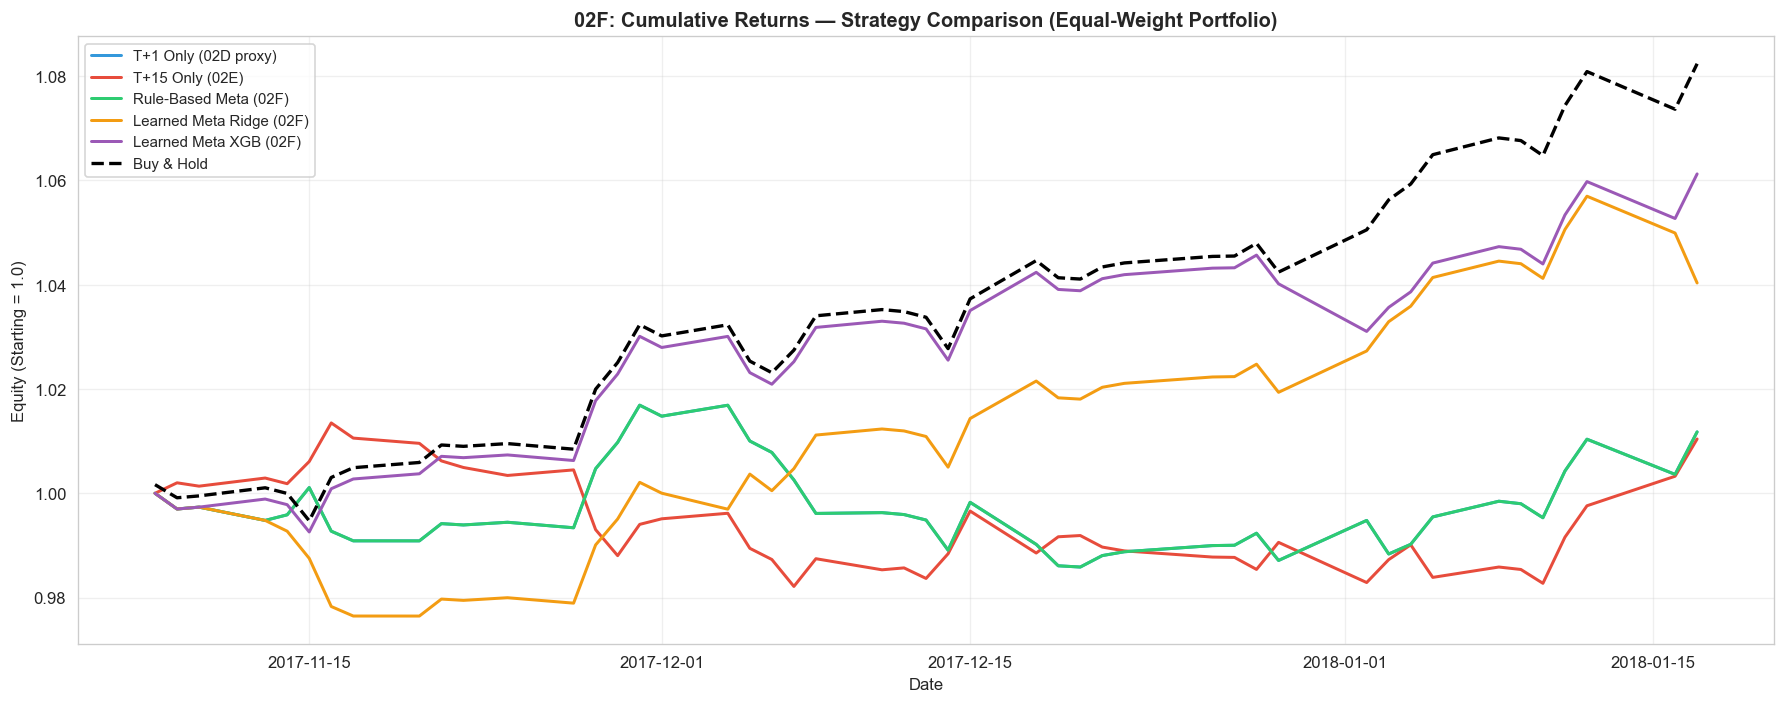 02F: Cumulative Returns — Strategy Comparison (Equal-Weight Portfolio)
T+1 Only (02D proxy)
T+15 Only (02E)
Rule-Based Meta (02F)
Learned Meta Ridge (02F)
Learned Meta XGB (02F)
Buy & Hold
Equity (Starting = 1.0)
1.08
1.06
1.04
1.02
1.00
0.98
2017-11-15
2017-12-01
2017-12-15
2018-01-01
2018-01-15
Date